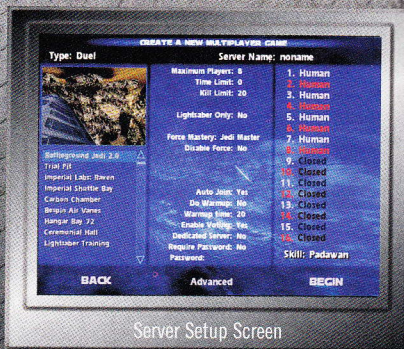 CREATE A NEW MULTIPLAYER GAME
Type: Duel
Server Name: noname
Battleground Jedi 2.0
Trial Pit
Imperial Labs: Raven
Imperial Shuttle Bay
Carbon Chamber
Bespin Air Vanes
Hangar Bay 72
Ceremonial Hall
Lightsaber Training
Maximum Players: 8
Time Limit: 0
Kill Limit: 20
Lightsaber Only: No
Force Mastery: Jedi Master
Disable Force: No
Auto Join: Yes
Do Warmup: No
Warmup time: 20
Enable Voting: Yes
Dedicated Server: No
Require Password: No
Password:
1. Human
2. Human
3. Human
4. Human
5. Human
6. Human
7. Human
8. Human
9. Closed
10. Closed
11. Closed
12. Closed
13. Closed
14. Closed
15. Closed
16. Closed
Skill: Padawan
BACK
Advanced
BEGIN
Server Setup Screen